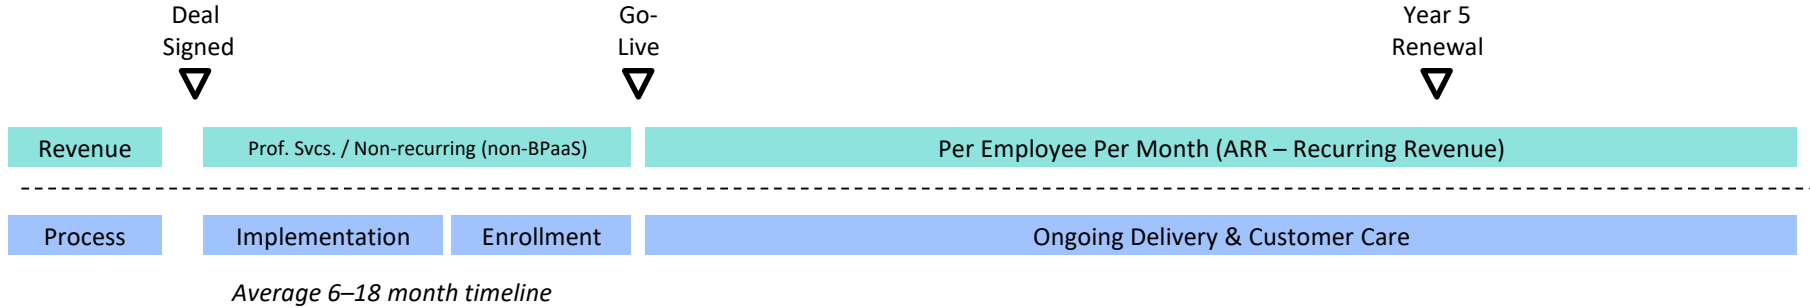 Deal
Signed
Go-
Live
Year 5
Renewal
Revenue
Prof. Svcs. / Non-recurring (non-BPaaS)
Per Employee Per Month (ARR – Recurring Revenue)
Process
Implementation
Enrollment
Ongoing Delivery & Customer Care
Average 6–18 month timeline